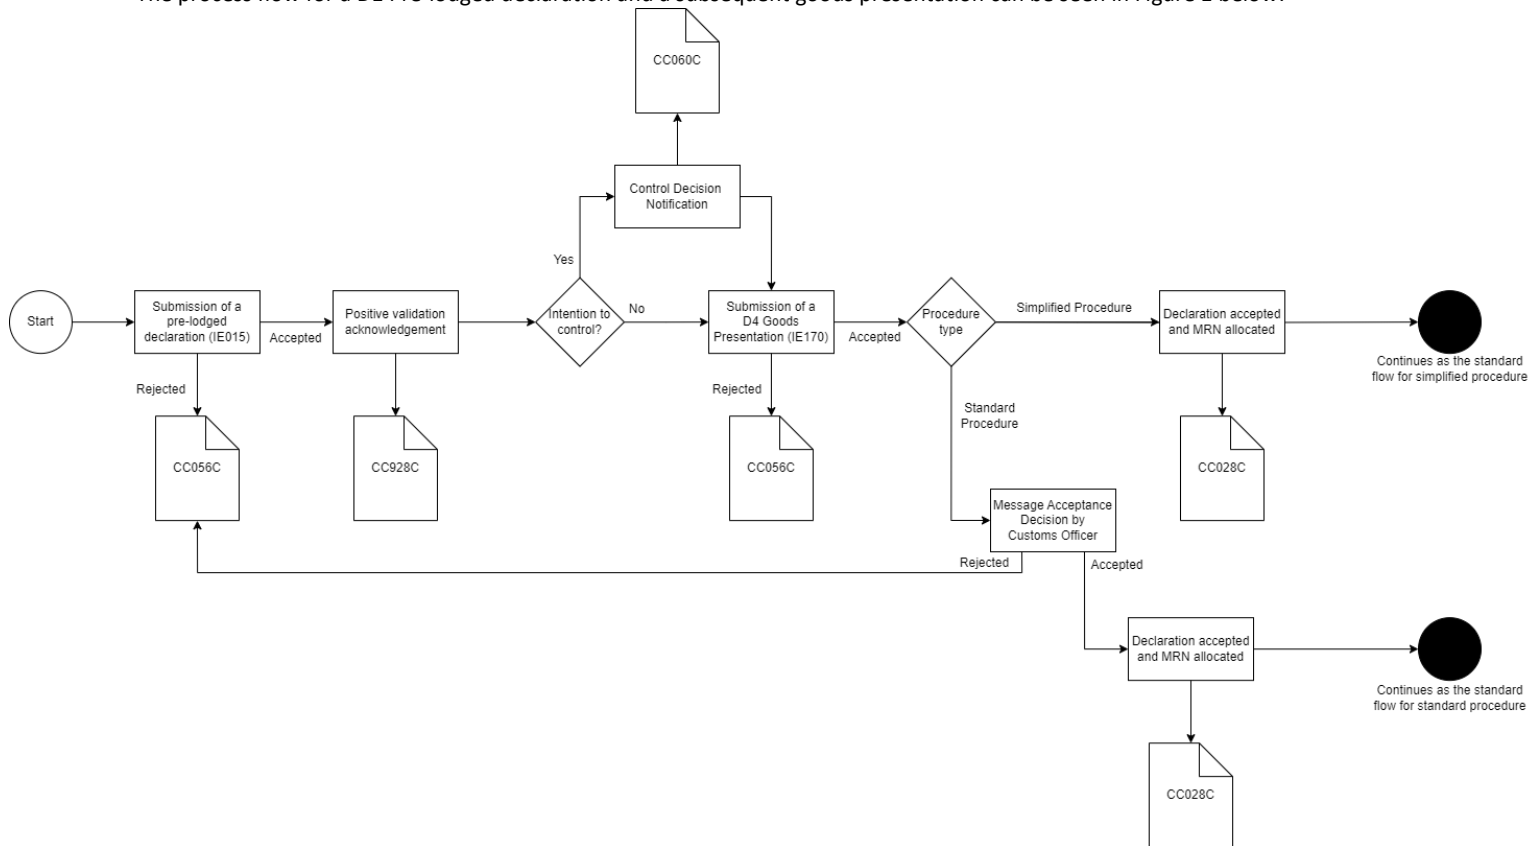 The process flow for a D1 Pre-lodged declaration and a subsequent goods presentation can be seen in Figure 2 below.
CC060C
Control Decision
Notification
Yes
Start
Submission of a
pre-lodged
declaration (IE015)
Accepted
Positive validation
acknowledgement
Intention to
control?
No
Submission of a
D4 Goods
Presentation (IE170)
Accepted
Procedure
type
Simplified Procedure
Declaration accepted
and MRN allocated
Continues as the standard
flow for simplified procedure
Rejected
Rejected
Standard
Procedure
CC056C
CC928C
CC056C
CC028C
Message Acceptance
Decision by
Customs Officer
Rejected
Accepted
Declaration accepted
and MRN allocated
Continues as the standard
flow for standard procedure
CC028C